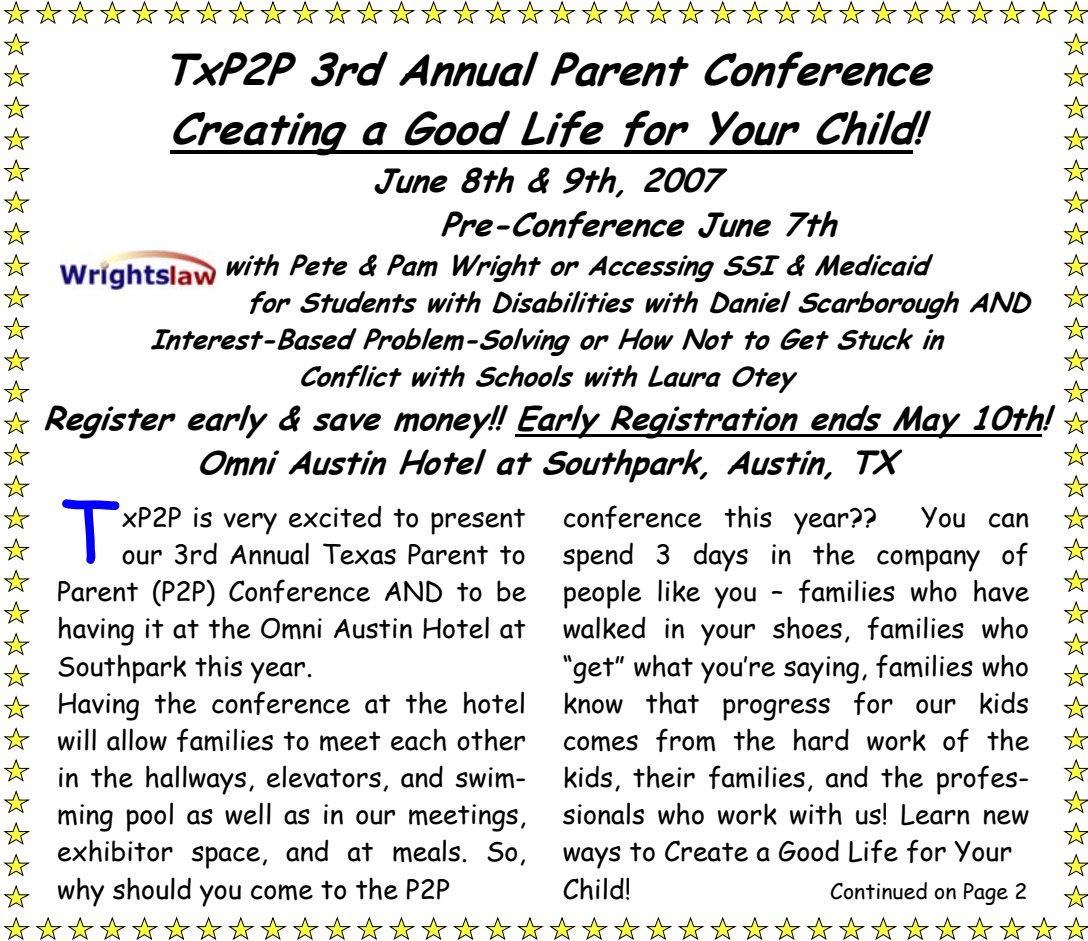 TxP2P 3rd Annual Parent Conference
Creating a Good Life for Your Child!
June 8th & 9th, 2007
Pre-Conference June 7th
Wrightslaw with Pete & Pam Wright or Accessing SSI & Medicaid
for Students with Disabilities with Daniel Scarborough AND
Interest-Based Problem-Solving or How Not to Get Stuck in
Conflict with Schools with Laura Otey
Register early & save money!! Early Registration ends May 10th!
Omni Austin Hotel at Southpark, Austin, TX
TxP2P is very excited to present
our 3rd Annual Texas Parent to
Parent (P2P) Conference AND to be
having it at the Omni Austin Hotel at
Southpark this year.
Having the conference at the hotel
will allow families to meet each other
in the hallways, elevators, and swim-
ming pool as well as in our meetings,
exhibitor space, and at meals. So,
why should you come to the P2P
conference this year?? You can
spend 3 days in the company of
people like you – families who have
walked in your shoes, families who
“get” what you’re saying, families who
know that progress for our kids
comes from the hard work of the
kids, their families, and the profes-
sionals who work with us! Learn new
ways to Create a Good Life for Your
Child! Continued on Page 2